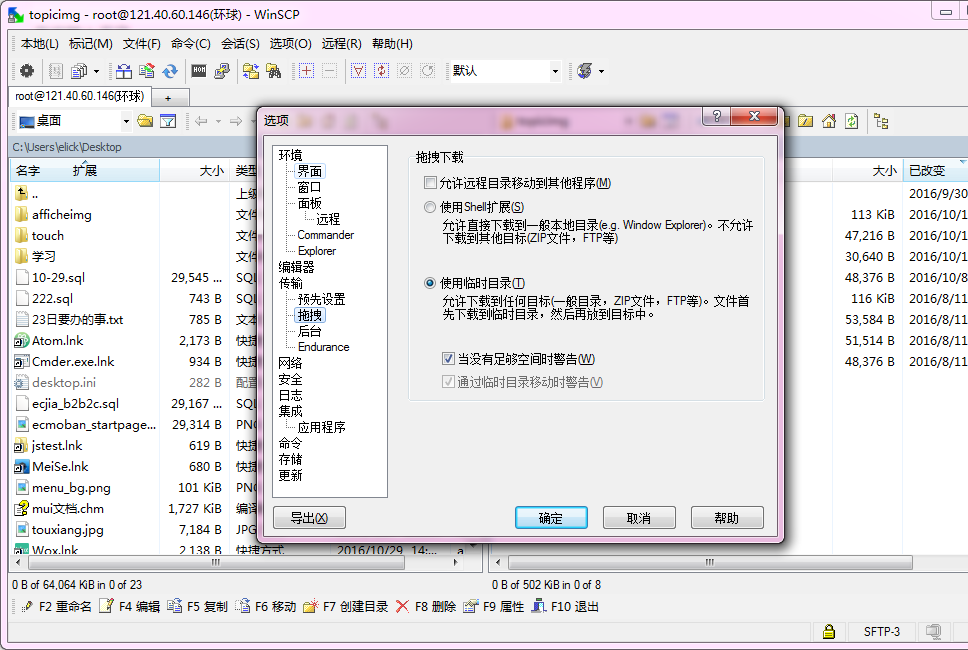 topicimg - root@121.40.60.146(环球) - WinSCP
本地(L) 标记(M) 文件(F) 命令(C) 会话(S) 选项(O) 远程(R) 帮助(H)
默认
root@121.40.60.146(环球) +
桌面
C:\Users\elick\Desktop
名字 扩展 大小 类型
..
上级
affiche img
touch
学习
10-29.sql 29,545 ... SQL
222.sql 743 B SQL
23日要办的事.txt 785 B 文本
Atom.lnk 2,173 B 快捷
Cmder.exe.lnk 934 B 快捷
desktop.ini 282 B 配置
ecjia_b2b2c.sql 29,167 ... SQL
ecmoban_startpage... 29,314 B PNG
jstest.lnk 619 B 快捷
MeiSe.lnk 680 B 快捷
menu_bg.png 101 KiB PNG
mui文档.chm 1,727 KiB 编译
touxiang.jpg 7,184 B JPG
Wox.lnk 2,138 B 快捷方式 2016/10/29 14:... a
选项
?
环境
界面
窗口
面板
远程
Commander
Explorer
编辑器
传输
预先设置
拖拽
后台
Endurance
网络
安全
日志
集成
应用程序
命令
存储
更新
拖拽下载
允许远程目录移动到其他程序(M)
使用Shell扩展(S)
允许直接下载到一般本地目录(e.g. Window Explorer)。不允许
下载到其他目标(ZIP文件，FTP等)
使用临时目录(T)
允许下载到任何目标(一般目录，ZIP文件，FTP等)。文件首
先下载到临时目录，然后再放到目标中。
当没有足够空间时警告(W)
通过临时目录移动时警告(V)
导出(X) 确定 取消 帮助
大小 已改变
2016/9/30
113 KiB 2016/10/1
47,216 B 2016/10/1
30,640 B 2016/10/1
48,376 B 2016/10/8
116 KiB 2016/8/11
53,584 B 2016/8/11
51,514 B 2016/8/11
48,376 B 2016/8/11
0 B of 64,064 KiB in 0 of 23 0 B of 502 KiB in 0 of 8
F2 重命名 F4 编辑 F5 复制 F6 移动 F7 创建目录 F8 删除 F9 属性 F10 退出
SFTP-3